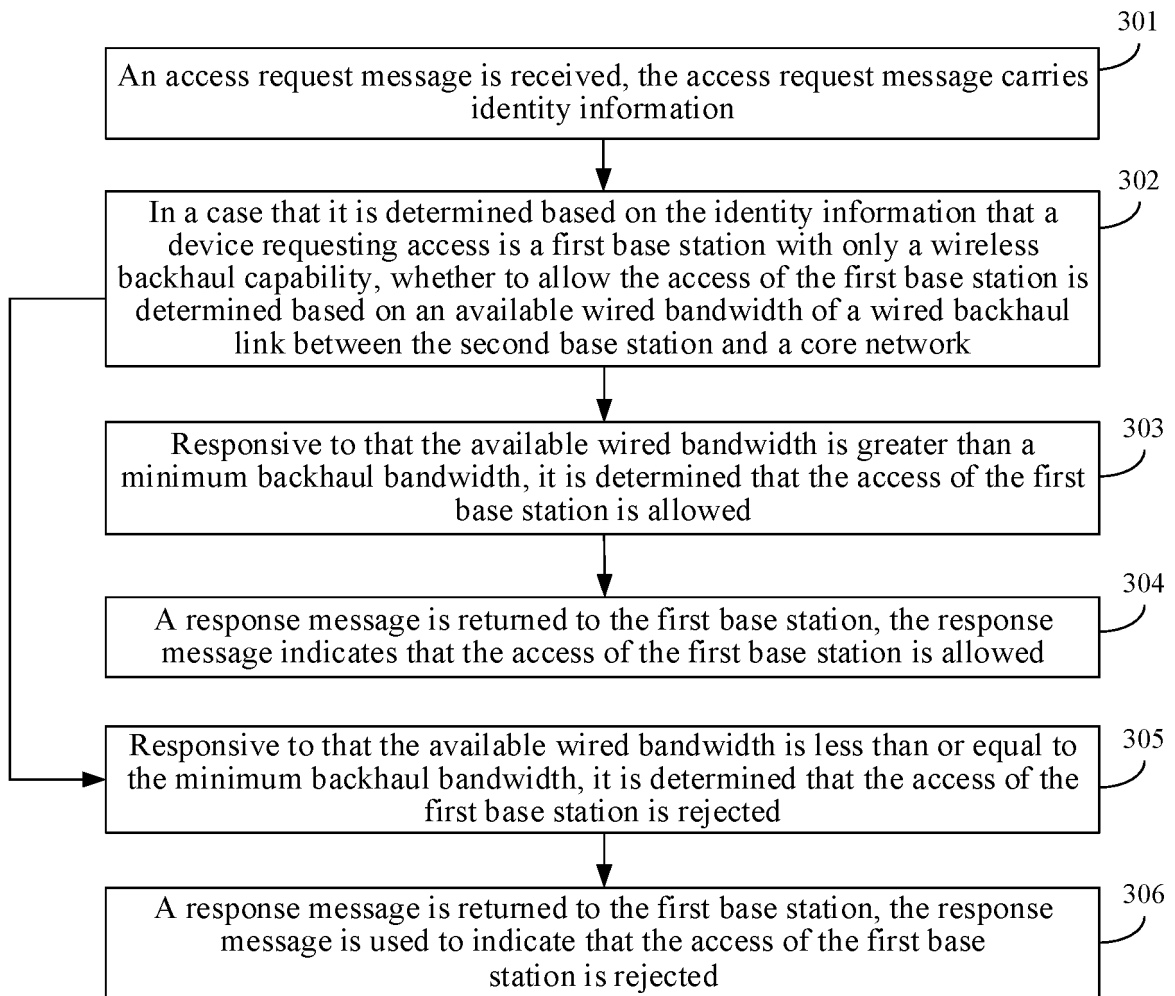 301
An access request message is received, the access request message carries
identity information
302
In a case that it is determined based on the identity information that a
device requesting access is a first base station with only a wireless
backhaul capability, whether to allow the access of the first base station is
determined based on an available wired bandwidth of a wired backhaul
link between the second base station and a core network
303
Responsive to that the available wired bandwidth is greater than a
minimum backhaul bandwidth, it is determined that the access of the first
base station is allowed
304
A response message is returned to the first base station, the response
message indicates that the access of the first base station is allowed
305
Responsive to that the available wired bandwidth is less than or equal to
the minimum backhaul bandwidth, it is determined that the access of the
first base station is rejected
306
A response message is returned to the first base station, the response
message is used to indicate that the access of the first base
station is rejected